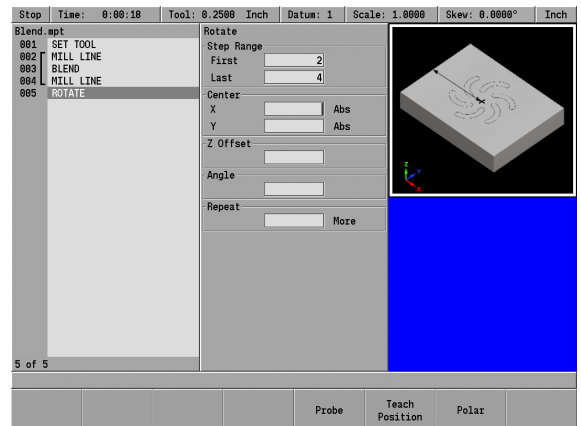 Stop Time: 0:00:18 Tool: 0.2500 Inch Datum: 1 Scale: 1.0000 Skew: 0.0000° Inch
Blend.mpt
001 SET TOOL
002 MILL LINE
003 BLEND
004 MILL LINE
005 ROTATE
5 of 5
Rotate
Step Range
First 2
Last 4
Center
X Abs
Y Abs
Z Offset
Angle
Repeat
More
Z
Y
X
Probe
Teach
Position
Polar